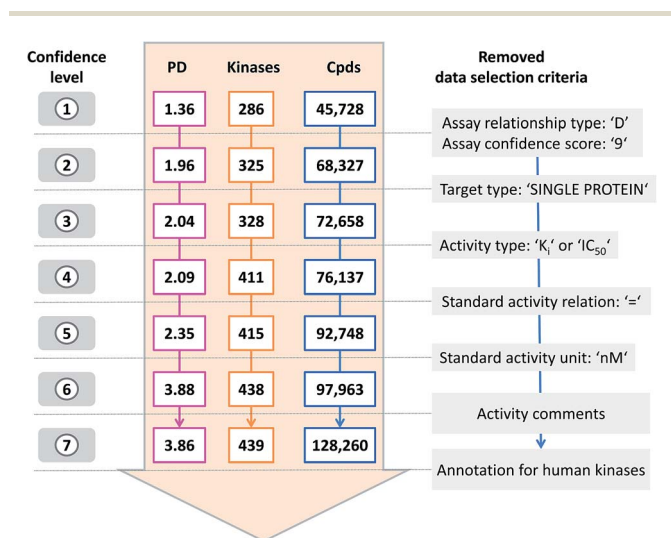 Confidence level
PD
Kinases
Cpds
Removed
data selection criteria
1
1.36
286
45,728
Assay relationship type: ‘D’
Assay confidence score: ‘9‘
2
1.96
325
68,327
Target type: ‘SINGLE PROTEIN‘
3
2.04
328
72,658
Activity type: ‘Ki‘ or ‘IC50‘
4
2.09
411
76,137
Standard activity relation: ‘=‘
5
2.35
415
92,748
Standard activity unit: ‘nM‘
6
3.88
438
97,963
Activity comments
7
3.86
439
128,260
Annotation for human kinases